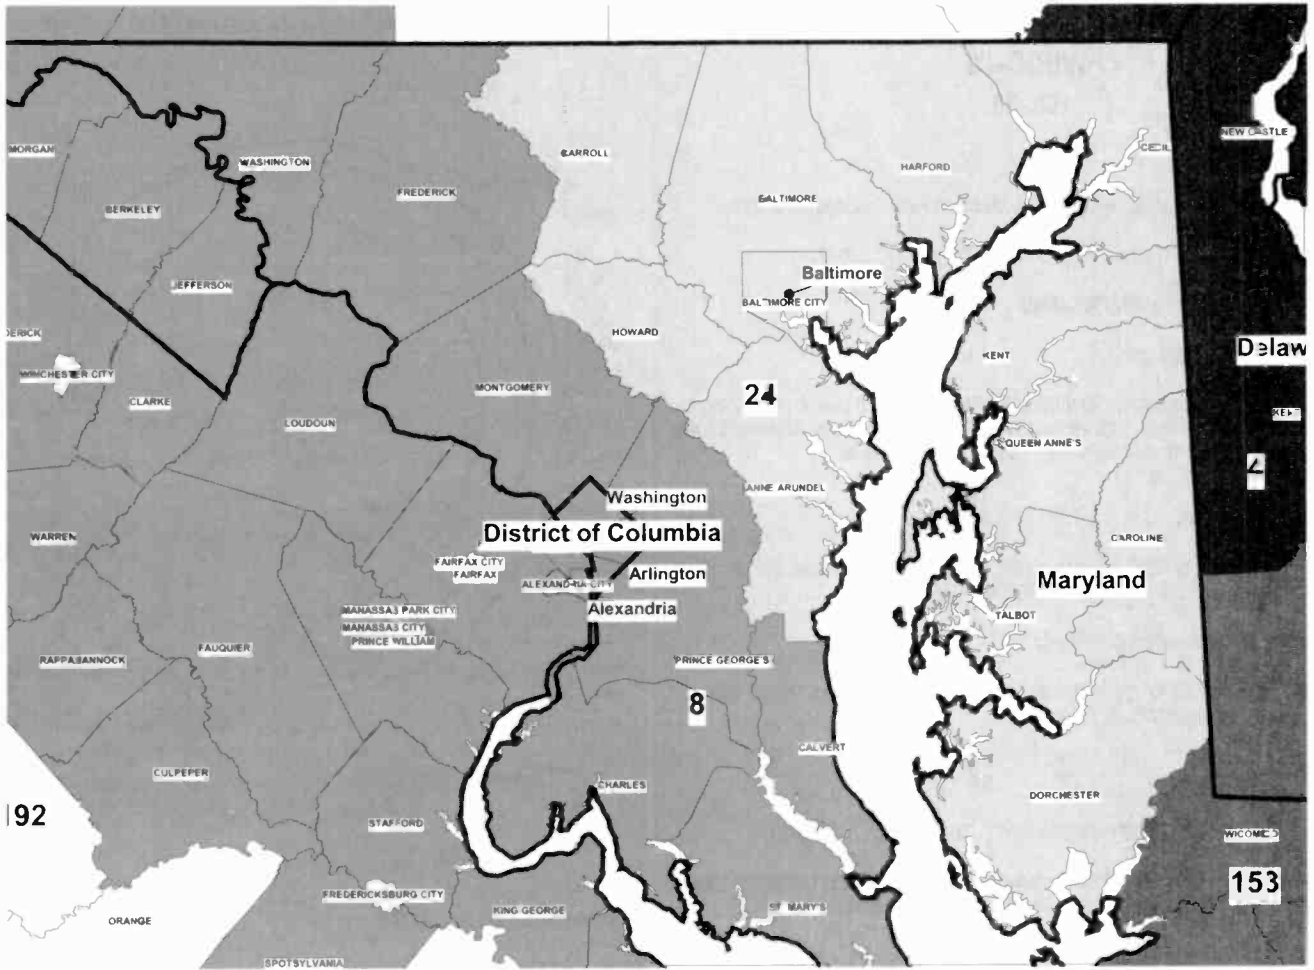 NEW CASTLE
MORGAN
WASHINGTON
CARROLL
CECIL
HARFORD
FREDERICK
BALTIMORE
BERKELEY
Baltimore
JEFFERSON
BALTIMORE CITY
DERICK
HOWARD
Delaw
KENT
WINCHESTER CITY
MONTGOMERY
24
CLARKE
KENT
LOUDOUN
QUEEN ANNE'S
ANNE ARUNDEL
Washington
District of Columbia
WARREN
CAROLINE
FAIRFAX CITY
FAIRFAX
Arlington
ALEXANDRIA CITY
Maryland
Alexandria
MANASSAS PARK CITY
TALBOT
MANASSAS CITY
PRINCE WILLIAM
FAUQUIER
RAPPAHANNOCK
PRINCE GEORGE'S
8
CALVERT
CULPEPER
CHARLES
DORCHESTER
192
STAFFORD
WICOMICO
153
FREDERICKSBURG CITY
KING GEORGE
ST. MARY'S
ORANGE
SPOTSYLVANIA